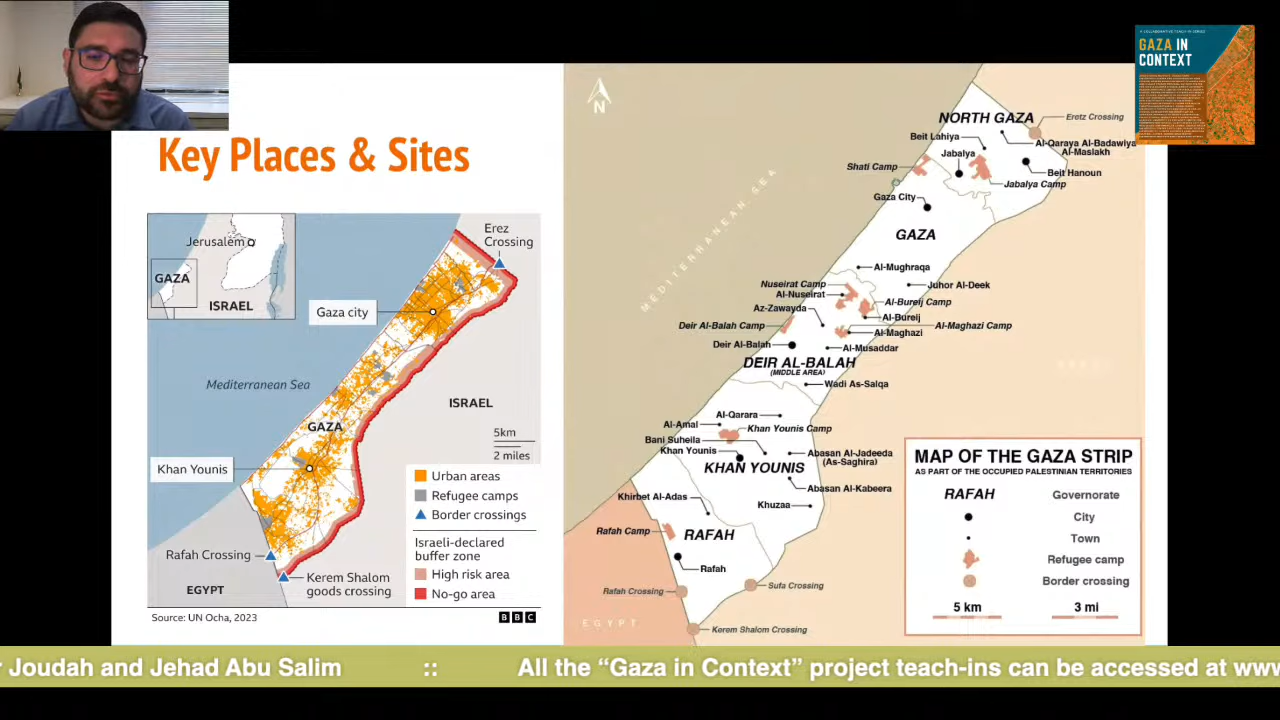 A COLLABORATIVE TEACH-IN SERIES
GAZA IN
CONTEXT
Key Places & Sites
Jerusalem
GAZA
ISRAEL
Erez
Crossing
Gaza city
Mediterranean Sea
ISRAEL
GAZA
5km
2 miles
Khan Younis
Urban areas
Refugee camps
Border crossings
Israeli-declared
buffer zone
High risk area
No-go area
Rafah Crossing
Kerem Shalom
goods crossing
EGYPT
Source: UN Ocha, 2023
BBC
N
MEDITERRANEAN SEA
NORTH GAZA
Eretz Crossing
Beit Lahiya
Al-Qaraya Al-Badawiya
Al-Maslakh
Jabalya
Shati Camp
Beit Hanoun
Jabalya Camp
Gaza City
GAZA
Al-Mughraqa
Nuseirat Camp
Juhor Al-Deek
Al-Nuseirat
Al-Bureij Camp
Az-Zawayda
Al-Bureij
Deir Al-Balah Camp
Al-Maghazi Camp
Al-Maghazi
Deir Al-Balah
Al-Musaddar
DEIR AL-BALAH
(MIDDLE AREA)
Wadi As-Salqa
Al-Qarara
Al-Amal
Khan Younis Camp
Bani Suheila
Khan Younis
Abasan Al-Jadeeda
(As-Saghira)
KHAN YOUNIS
Abasan Al-Kabeera
Khirbet Al-Adas
Khuzaa
Rafah Camp
RAFAH
Rafah
Sufa Crossing
Rafah Crossing
EGYPT
Kerem Shalom Crossing
MAP OF THE GAZA STRIP
AS PART OF THE OCCUPIED PALESTINIAN TERRITORIES
RAFAH Governorate
City
Town
Refugee camp
Border crossing
5 km 3 mi
r Joudah and Jehad Abu Salim :: All the “Gaza in Context” project teach-ins can be accessed at www